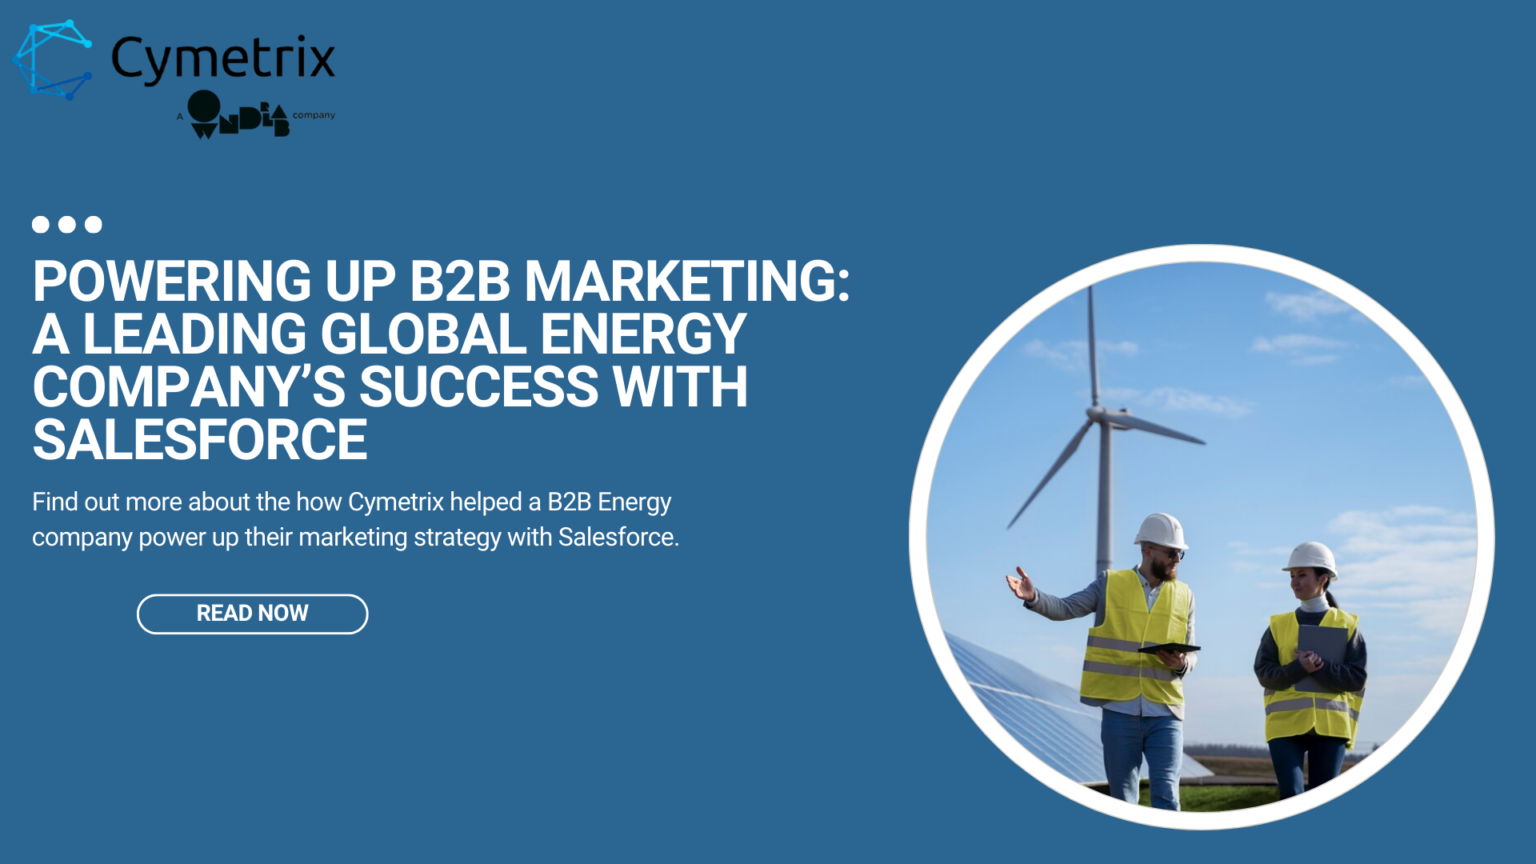 Cymetrix
A WONDRLAB company
POWERING UP B2B MARKETING:
A LEADING GLOBAL ENERGY
COMPANY’S SUCCESS WITH
SALESFORCE
Find out more about the how Cymetrix helped a B2B Energy
company power up their marketing strategy with Salesforce.
READ NOW